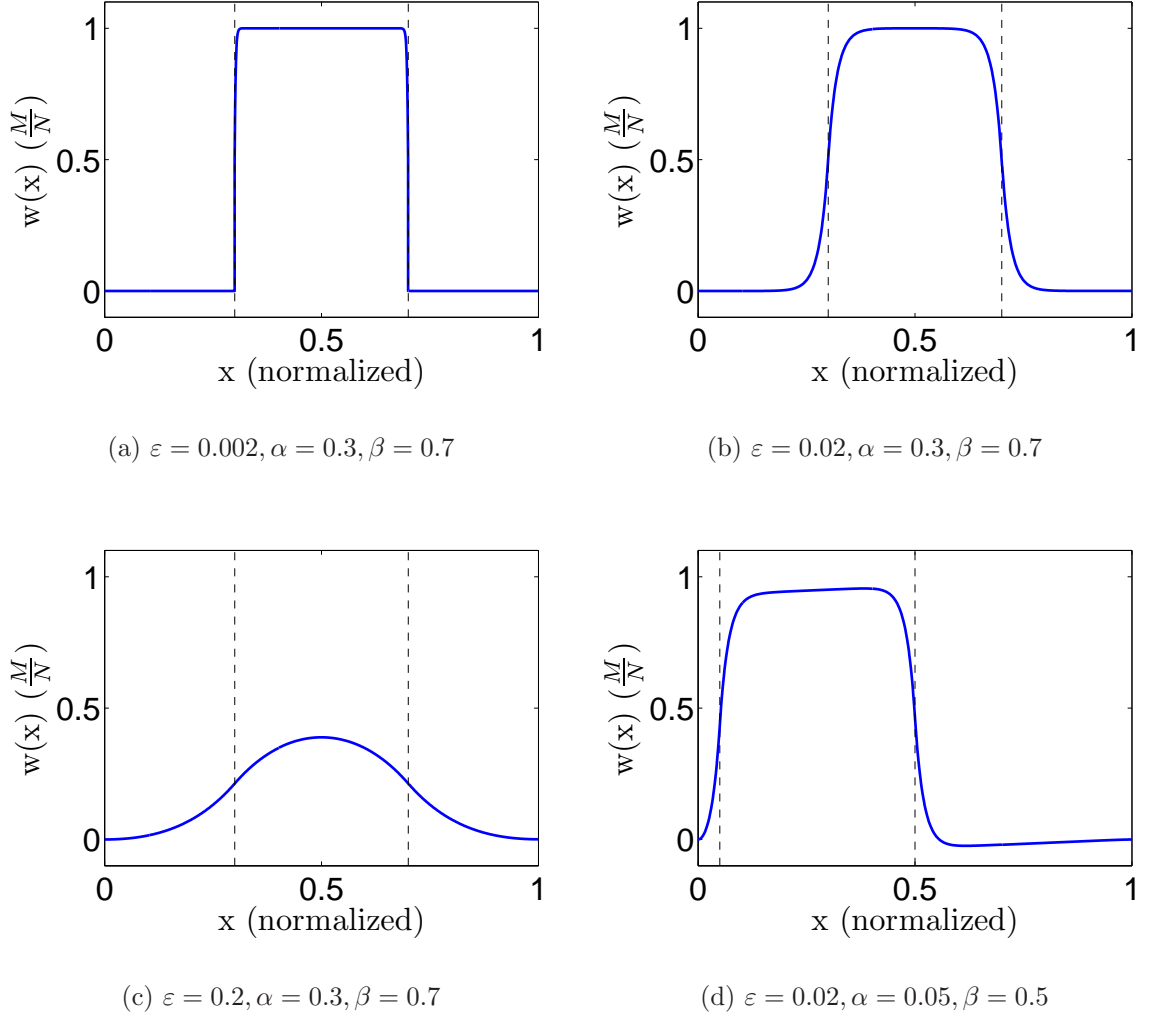 1
0.5
0
w(x) (M/N)
0 0.5 1
x (normalized)
(a) ε = 0.002, α = 0.3, β = 0.7
1
0.5
0
w(x) (M/N)
0 0.5 1
x (normalized)
(b) ε = 0.02, α = 0.3, β = 0.7
1
0.5
0
w(x) (M/N)
0 0.5 1
x (normalized)
(c) ε = 0.2, α = 0.3, β = 0.7
1
0.5
0
w(x) (M/N)
0 0.5 1
x (normalized)
(d) ε = 0.02, α = 0.05, β = 0.5